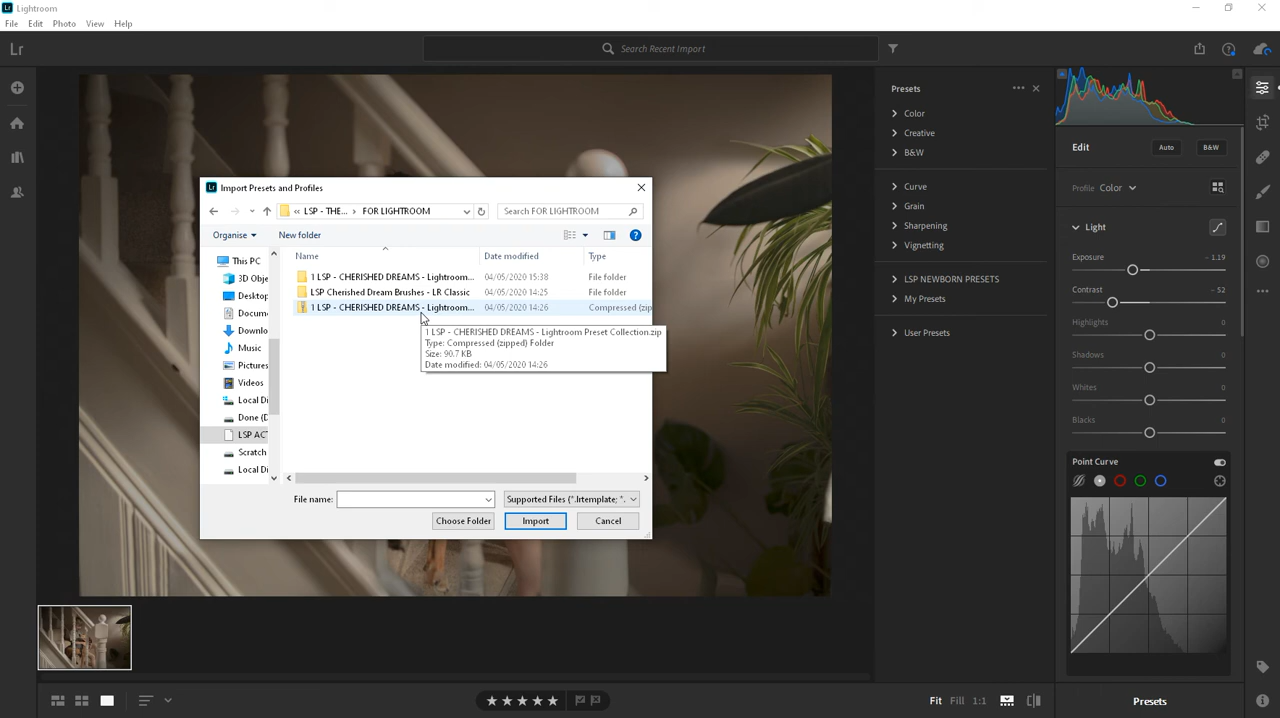 Lightroom
File Edit Photo View Help
Lr
Search Recent Import
Presets
Color
Creative
B&W
Curve
Grain
Sharpening
Vignetting
LSP NEWBORN PRESETS
My Presets
User Presets
Edit Auto B&W
Profile Color
Light
Exposure - 1.19
Contrast - 52
Highlights 0
Shadows 0
Whites 0
Blacks 0
Point Curve
Lr Import Presets and Profiles
« LSP - THE... > FOR LIGHTROOM
Search FOR LIGHTROOM
Organise New folder
Name Date modified Type
This PC
3D Obje
Desktop
Docum
Downlo
Music
Pictures
Videos
Local Di
Done (D
LSP ACT
Scratch
Local Di
1 LSP - CHERISHED DREAMS - Lightroom... 04/05/2020 15:38 File folder
LSP Cherished Dream Brushes - LR Classic 04/05/2020 14:25 File folder
1 LSP - CHERISHED DREAMS - Lightroom... 04/05/2020 14:26 Compressed (zip
1 LSP - CHERISHED DREAMS - Lightroom Preset Collection.zip
Type: Compressed (zipped) Folder
Size: 90.7 KB
Date modified: 04/05/2020 14:26
File name: Supported Files (*.lrtemplate; *.
Choose Folder Import Cancel
Fit Fill 1:1
Presets